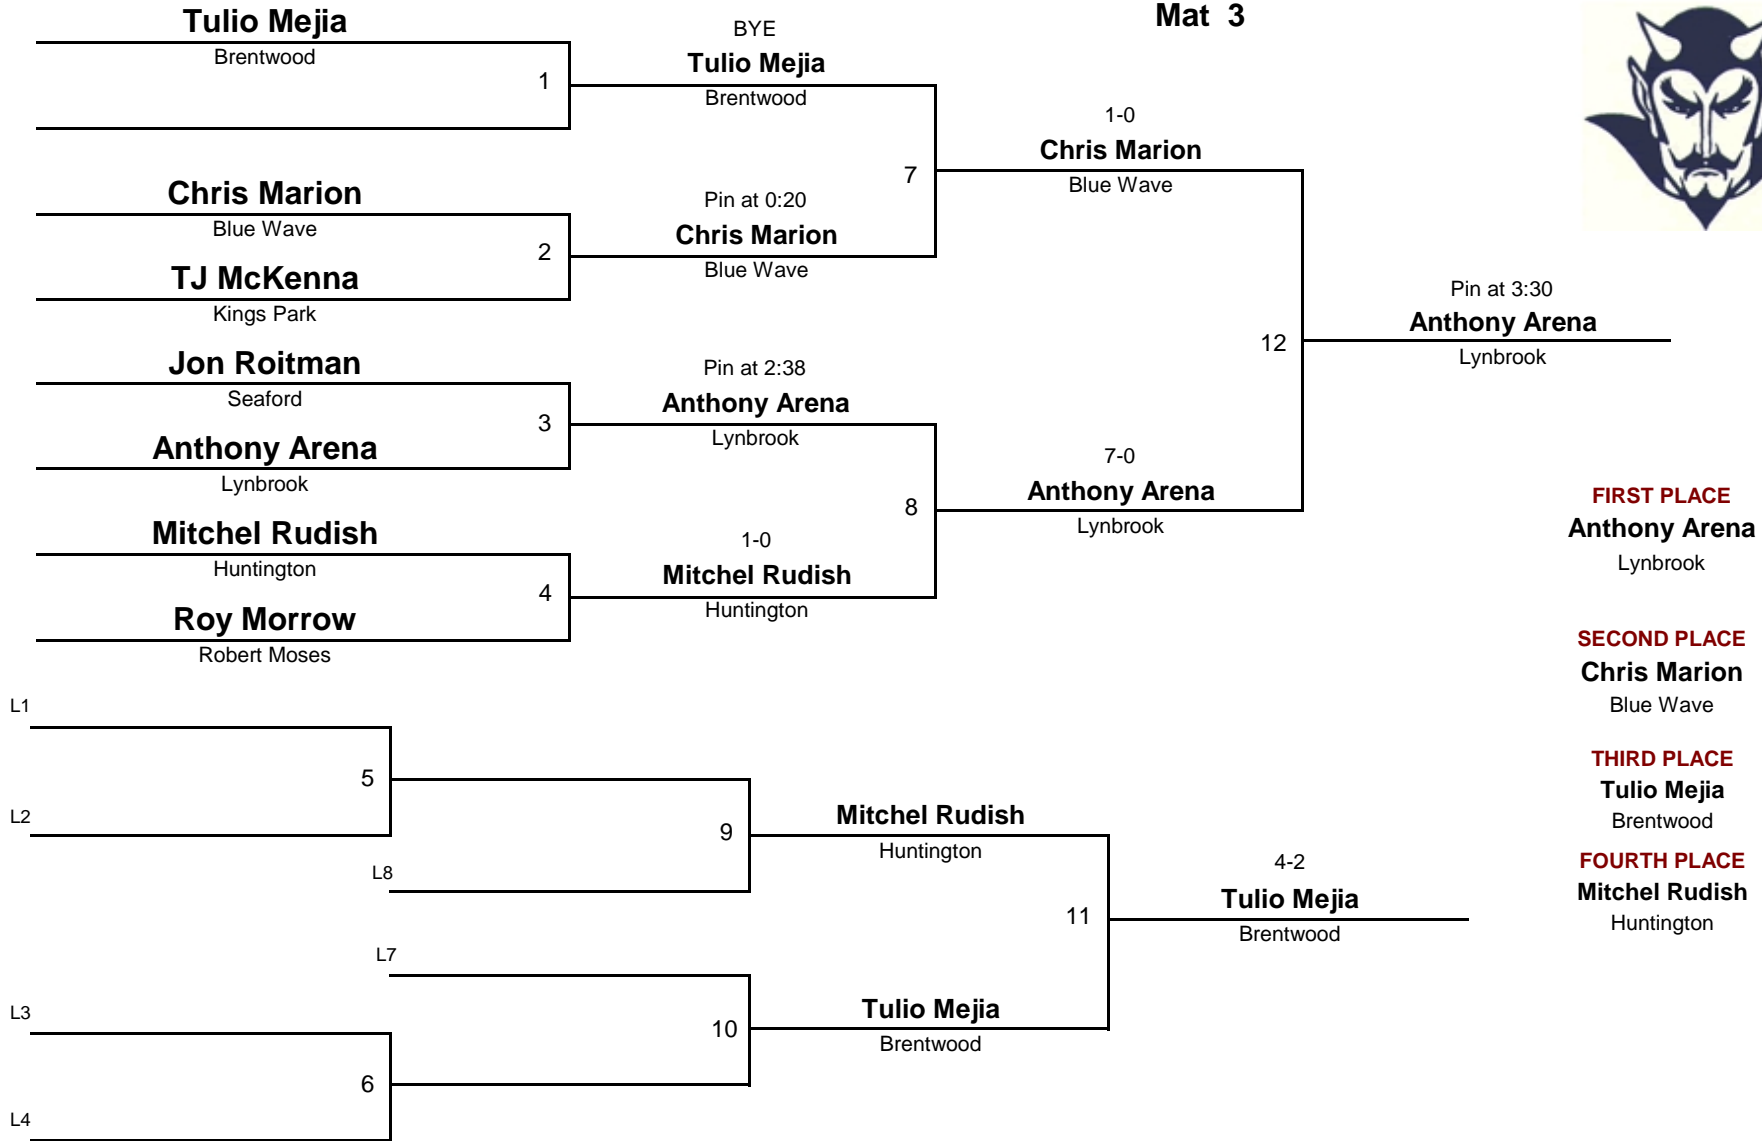 Mat 3
Tulio Mejia
Brentwood
1
Chris Marion
Blue Wave
2
TJ McKenna
Kings Park
Jon Roitman
Seaford
3
Anthony Arena
Lynbrook
Mitchel Rudish
Huntington
4
Roy Morrow
Robert Moses
BYE
Tulio Mejia
Brentwood
7
Pin at 0:20
Chris Marion
Blue Wave
Pin at 2:38
Anthony Arena
Lynbrook
8
1-0
Mitchel Rudish
Huntington
1-0
Chris Marion
Blue Wave
12
7-0
Anthony Arena
Lynbrook
Pin at 3:30
Anthony Arena
Lynbrook
L1
5
L2
9
L8
L7
10
L3
6
L4
Mitchel Rudish
Huntington
11
Tulio Mejia
Brentwood
4-2
Tulio Mejia
Brentwood
FIRST PLACE
Anthony Arena
Lynbrook
SECOND PLACE
Chris Marion
Blue Wave
THIRD PLACE
Tulio Mejia
Brentwood
FOURTH PLACE
Mitchel Rudish
Huntington